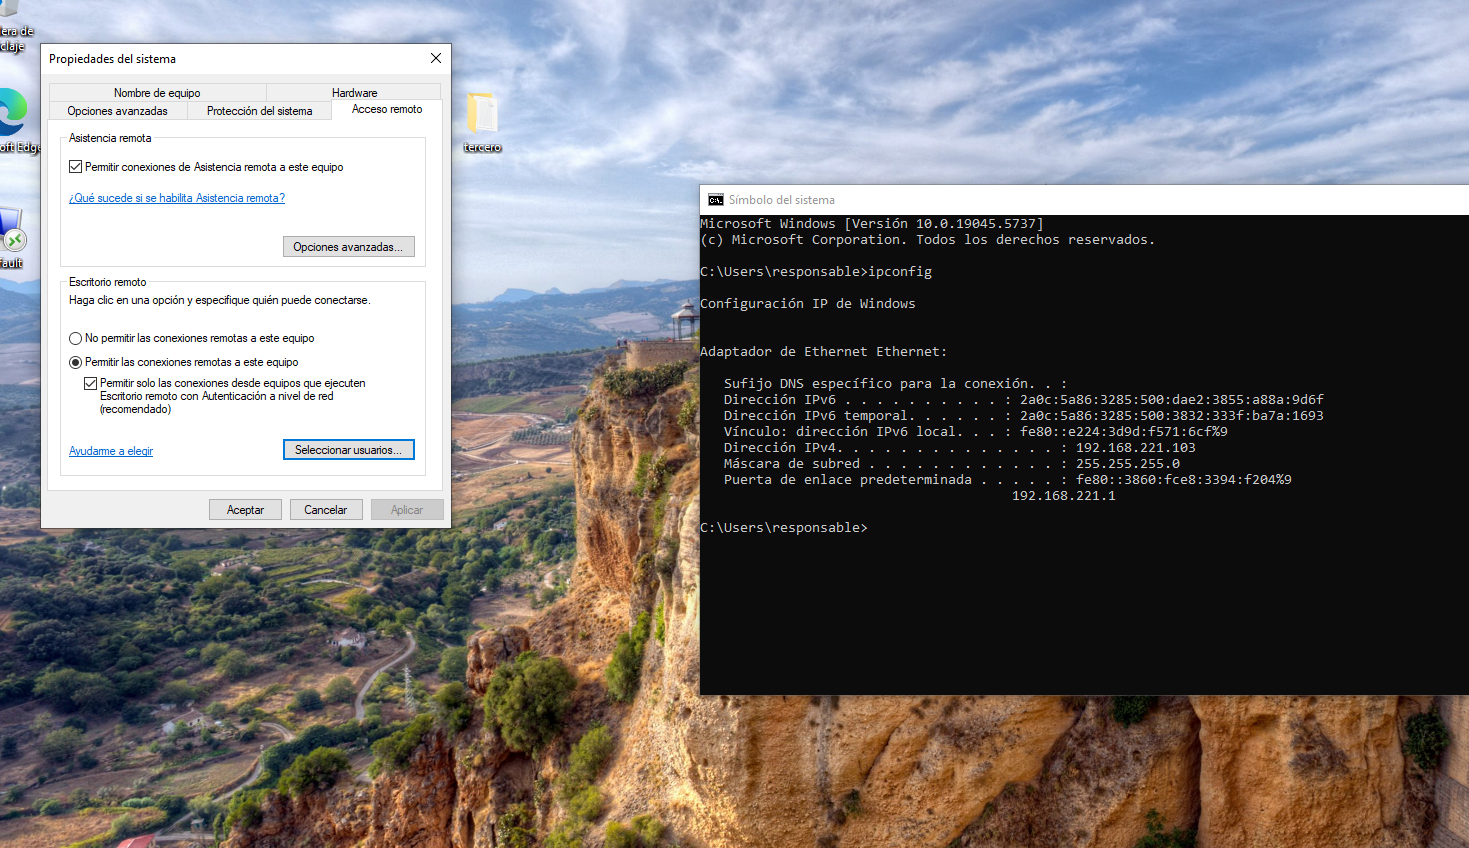 era de
claje
oft Edge
fault
tercero
Propiedades del sistema
Nombre de equipo
Hardware
Opciones avanzadas
Protección del sistema
Acceso remoto
Asistencia remota
Permitir conexiones de Asistencia remota a este equipo
¿Qué sucede si se habilita Asistencia remota?
Opciones avanzadas...
Escritorio remoto
Haga clic en una opción y especifique quién puede conectarse.
No permitir las conexiones remotas a este equipo
Permitir las conexiones remotas a este equipo
Permitir solo las conexiones desde equipos que ejecuten
Escritorio remoto con Autenticación a nivel de red
(recomendado)
Ayudarme a elegir
Seleccionar usuarios...
Aceptar
Cancelar
Aplicar
C:\.
Símbolo del sistema
Microsoft Windows [Versión 10.0.19045.5737]
(c) Microsoft Corporation. Todos los derechos reservados.
C:\Users\responsable>ipconfig
Configuración IP de Windows
Adaptador de Ethernet Ethernet:
Sufijo DNS específico para la conexión. . :
Dirección IPv6 . . . . . . . . . . : 2a0c:5a86:3285:500:dae2:3855:a88a:9d6f
Dirección IPv6 temporal. . . . . . : 2a0c:5a86:3285:500:3832:333f:ba7a:1693
Vínculo: dirección IPv6 local. . . : fe80::e224:3d9d:f571:6cf%9
Dirección IPv4. . . . . . . . . . . . . . : 192.168.221.103
Máscara de subred . . . . . . . . . . . . : 255.255.255.0
Puerta de enlace predeterminada . . . . . : fe80::3860:fce8:3394:f204%9
192.168.221.1
C:\Users\responsable>